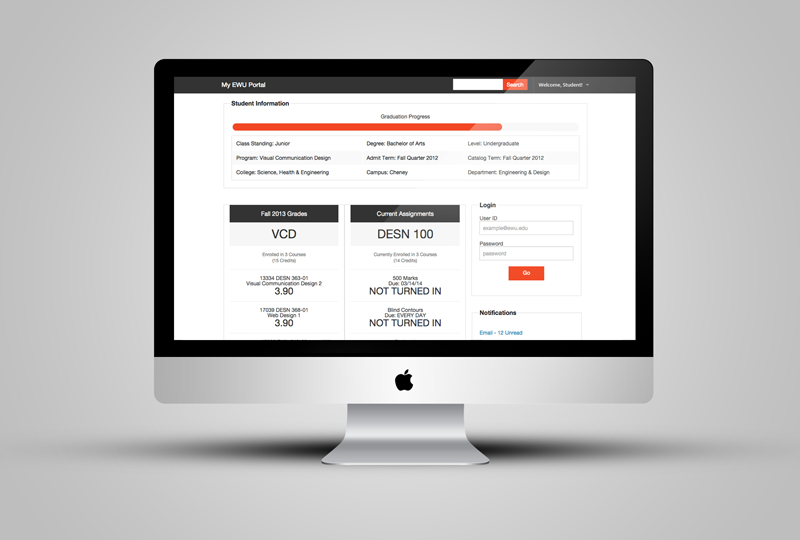 My EWU Portal
Search
Welcome, Student!
Student Information
Graduation Progress
Class Standing: Junior
Degree: Bachelor of Arts
Level: Undergraduate
Program: Visual Communication Design
Admit Term: Fall Quarter 2012
Catalog Term: Fall Quarter 2012
College: Science, Health & Engineering
Campus: Cheney
Department: Engineering & Design
Fall 2013 Grades
VCD
Enrolled in 3 Courses
(15 Credits)
13334 DESN 363-01
Visual Communication Design 2
3.90
17039 DESN 368-01
Web Design 1
3.90
Current Assignments
DESN 100
Currently Enrolled in 3 Courses
(14 Credits)
500 Marks
Due: 03/14/14
NOT TURNED IN
Blind Contours
Due: EVERY DAY
NOT TURNED IN
Login
User ID
example@ewu.edu
Password
password
Go
Notifications
Email - 12 Unread